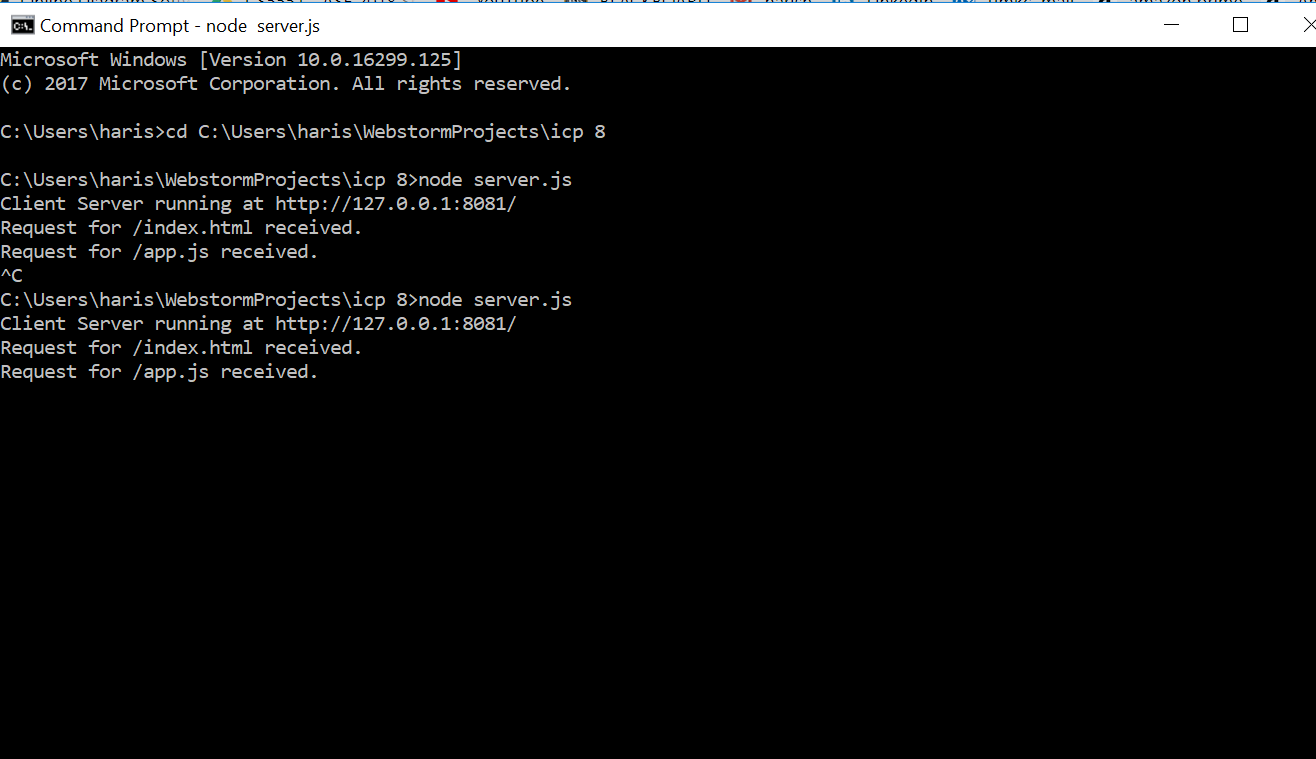 Command Prompt - node  server.js
Microsoft Windows [Version 10.0.16299.125]
(c) 2017 Microsoft Corporation. All rights reserved.
C:\Users\haris>cd C:\Users\haris\WebstormProjects\icp 8
C:\Users\haris\WebstormProjects\icp 8>node server.js
Client Server running at http://127.0.0.1:8081/
Request for /index.html received.
Request for /app.js received.
^C
C:\Users\haris\WebstormProjects\icp 8>node server.js
Client Server running at http://127.0.0.1:8081/
Request for /index.html received.
Request for /app.js received.